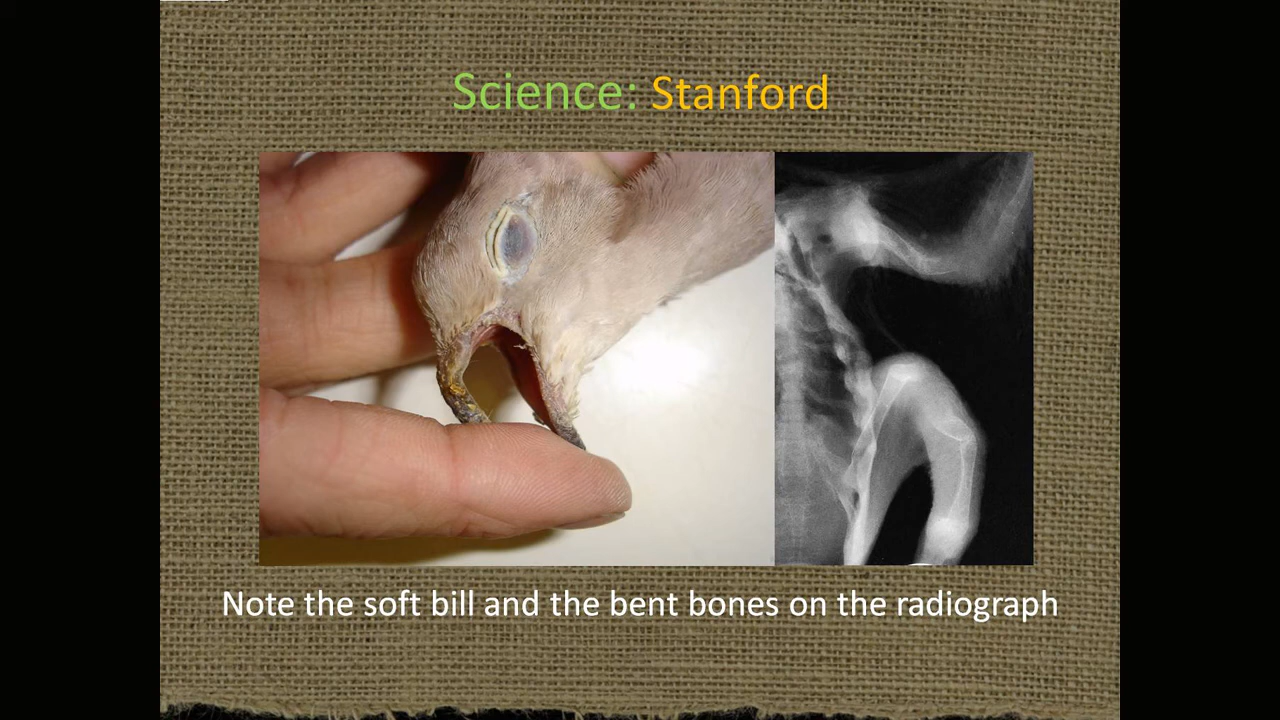 Science: Stanford
Note the soft bill and the bent bones on the radiograph